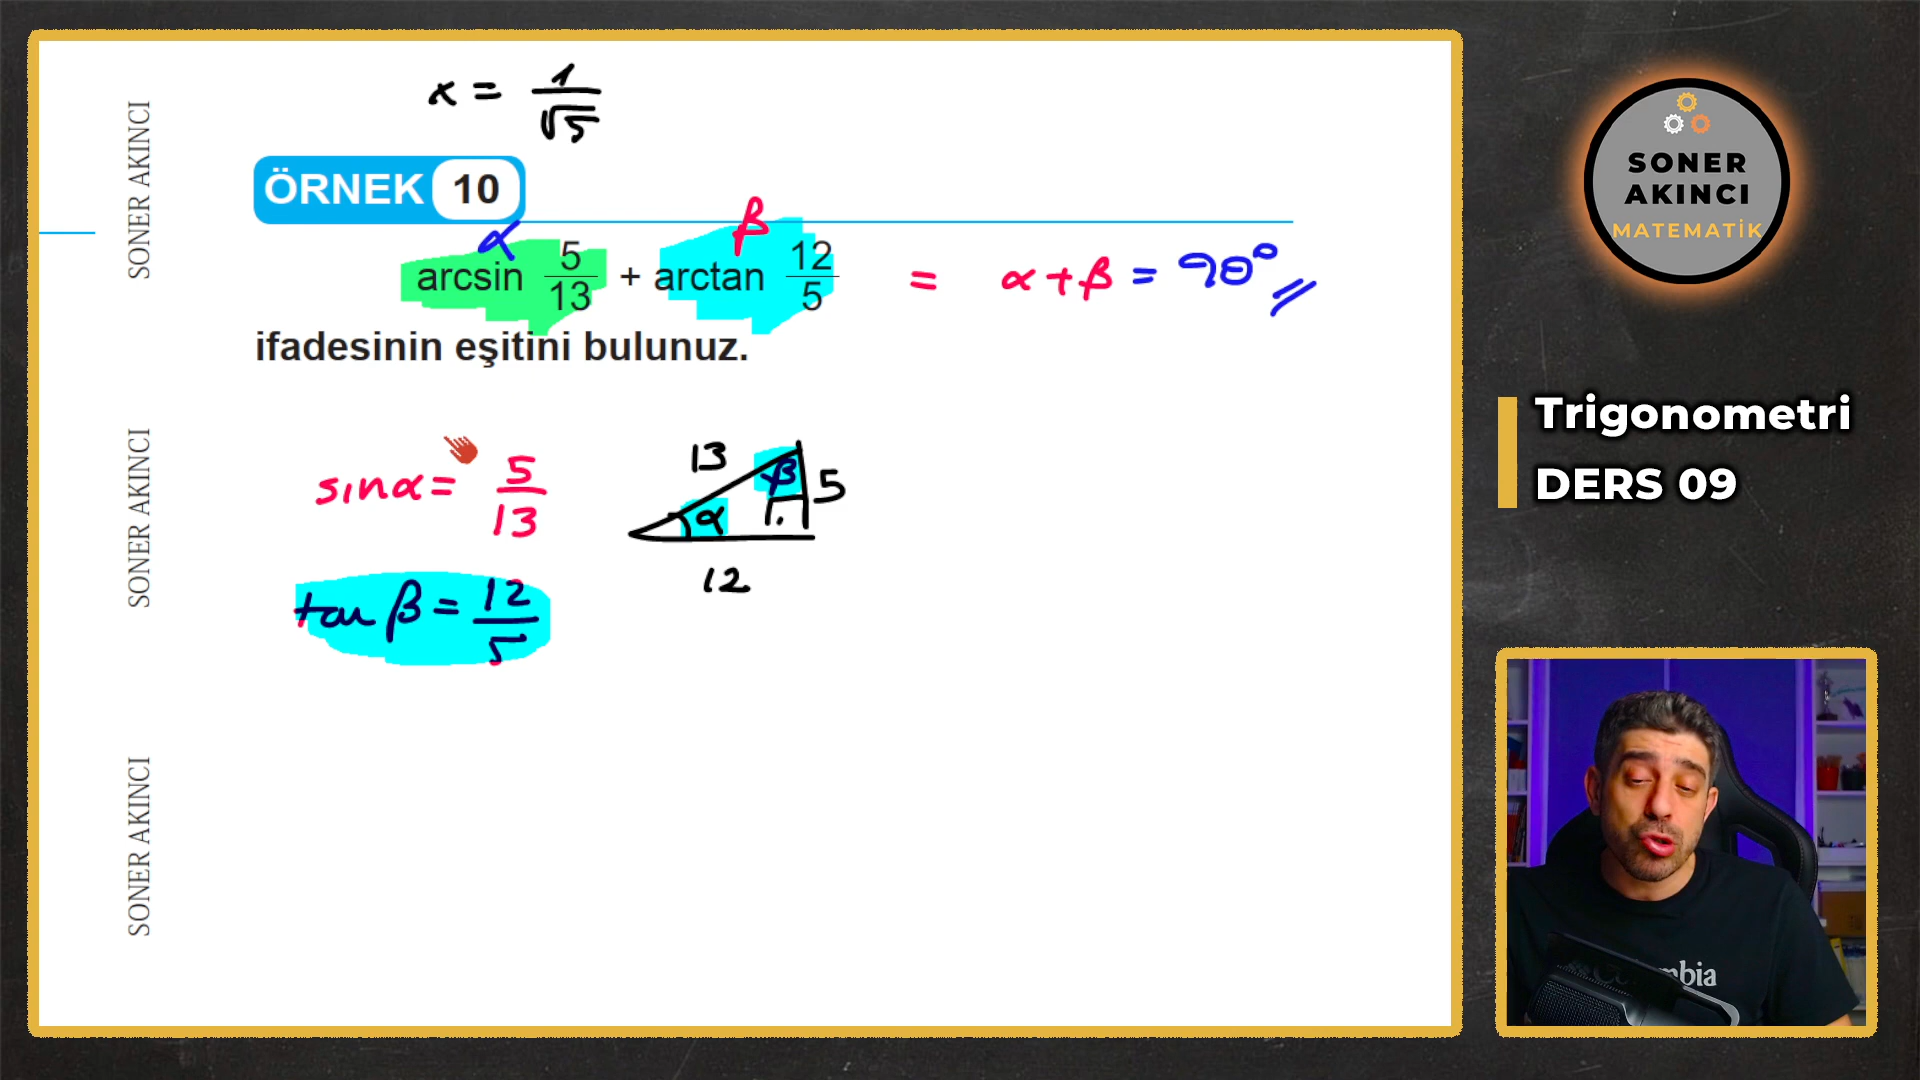 x = 1/√5
ÖRNEK 10
α β
arcsin 5/13 + arctan 12/5 = α + β = 90°
ifadesinin eşitini bulunuz.
sinα = 5/13
tan β = 12/5
13
β
5
α
12
SONER AKINCI
SONER AKINCI
SONER AKINCI
SONER
AKINCI
MATEMATİK
Trigonometri
DERS 09